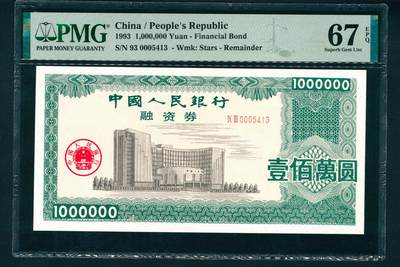 PMG
PAPER MONEY GUARANTY
China / People's Republic
1993 1,000,000 Yuan - Financial Bond
S/N 93 0005413 - Wmk: Stars - Remainder
67 EPQ
Superb Gem Unc
1000000
中國人民銀行
融资券
0005413
壹佰萬圓
1000000